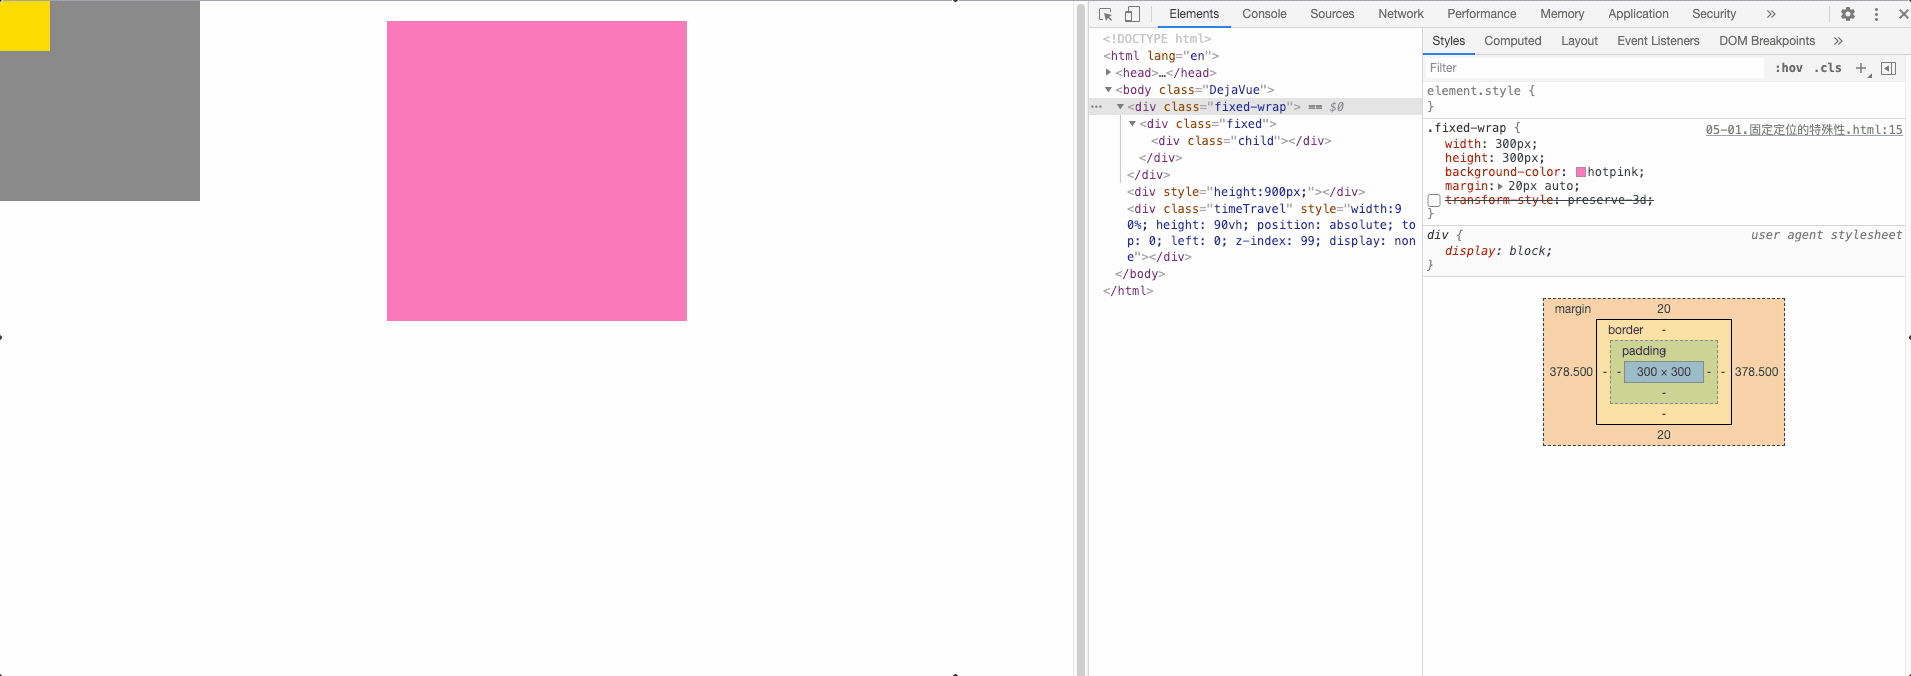 Elements Console Sources Network Performance Memory Application Security »
<!DOCTYPE html>
<html lang="en">
<head>…</head>
<body class="DejaVue">
<div class="fixed-wrap"> == $0
<div class="fixed">
<div class="child"></div>
</div>
</div>
<div style="height:900px;"></div>
<div class="timeTravel" style="width:9
0%; height: 90vh; position: absolute; to
p: 0; left: 0; z-index: 99; display: non
e"></div>
</body>
</html>
Styles Computed Layout Event Listeners DOM Breakpoints »
Filter :hov .cls +
element.style {
}
.fixed-wrap { 05-01.固定定位的特殊性.html:15
width: 300px;
height: 300px;
background-color: hotpink;
margin: 20px auto;
transform-style: preserve-3d;
}
div { user agent stylesheet
display: block;
}
margin 20
border -
padding -
378.500 - - 300 × 300 - - 378.500
-
-
20